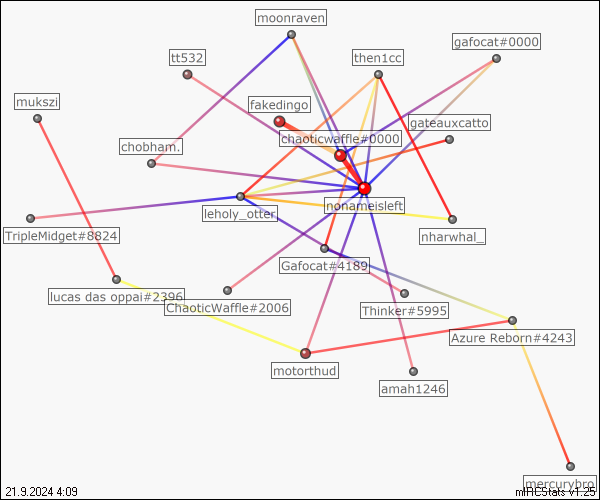 moonraven
gafocat#0000
tt532
then1cc
mukszi
fakedingo
gateauxcatto
chaoticwaffle#0000
chobham.
nonameisleft
leholy_otter
TripleMidget#8824
nharwhal_
Gafocat#4189
lucas das oppai#2396
ChaoticWaffle#2006
Thinker#5995
Azure Reborn#4243
motorthud
amah1246
mercurybro
21.9.2024 4:09
mIRCStats v1.25